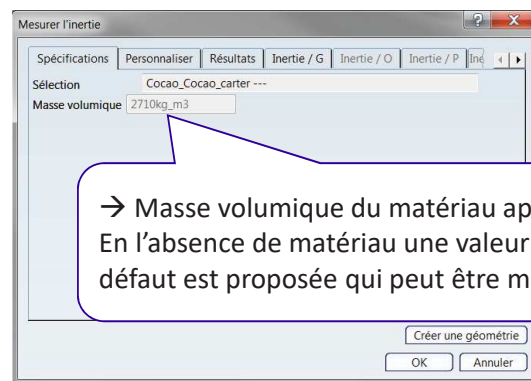 Mesurer l'inertie
Spécifications Personnaliser Résultats Inertie / G Inertie / O Inertie / P Iné
Sélection Cocao_Cocao_carter ---
Masse volumique 2710kg_m3
→ Masse volumique du matériau ap
En l'absence de matériau une valeur
défaut est proposée qui peut être m
Créer une géométrie
OK Annuler